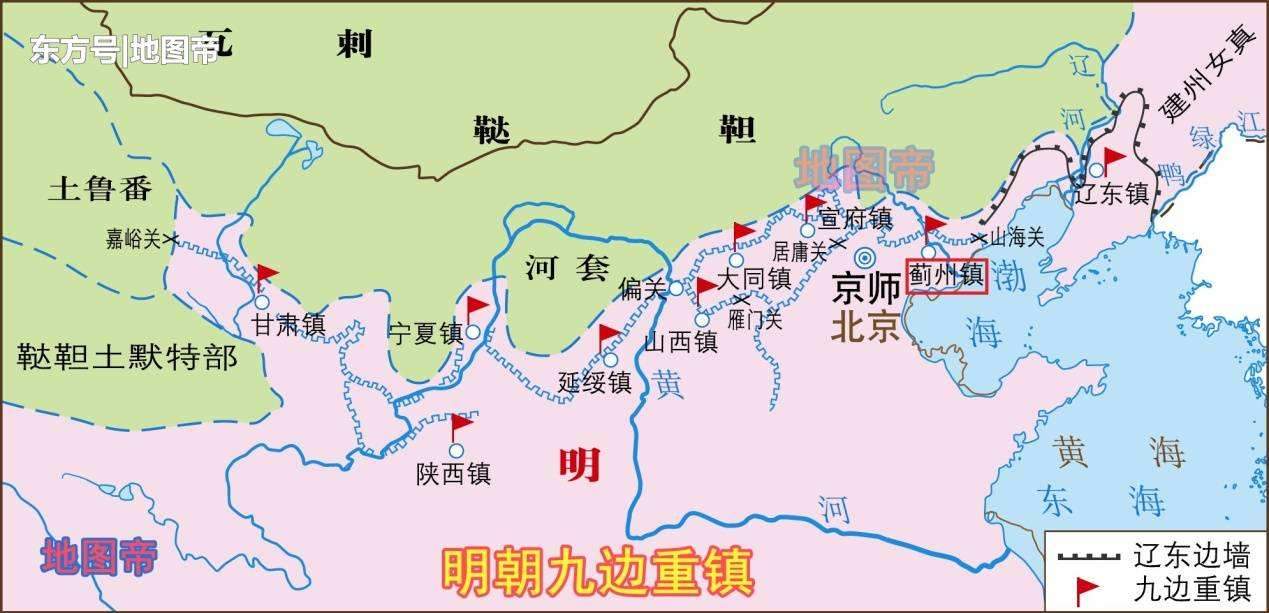 东方号|地图帝
瓦剌
鞑靼
建州女真
辽河
鸭绿江
地图帝
土鲁番
嘉峪关
辽东镇
宣府镇
居庸关
山海关
河套
偏关
大同镇
京师
北京
蓟州镇
渤海
甘肃镇
宁夏镇
雁门关
山西镇
鞑靼土默特部
延绥镇
黄河
陕西镇
明
黄海
东海
地图帝
明朝九边重镇
辽东边墙
九边重镇